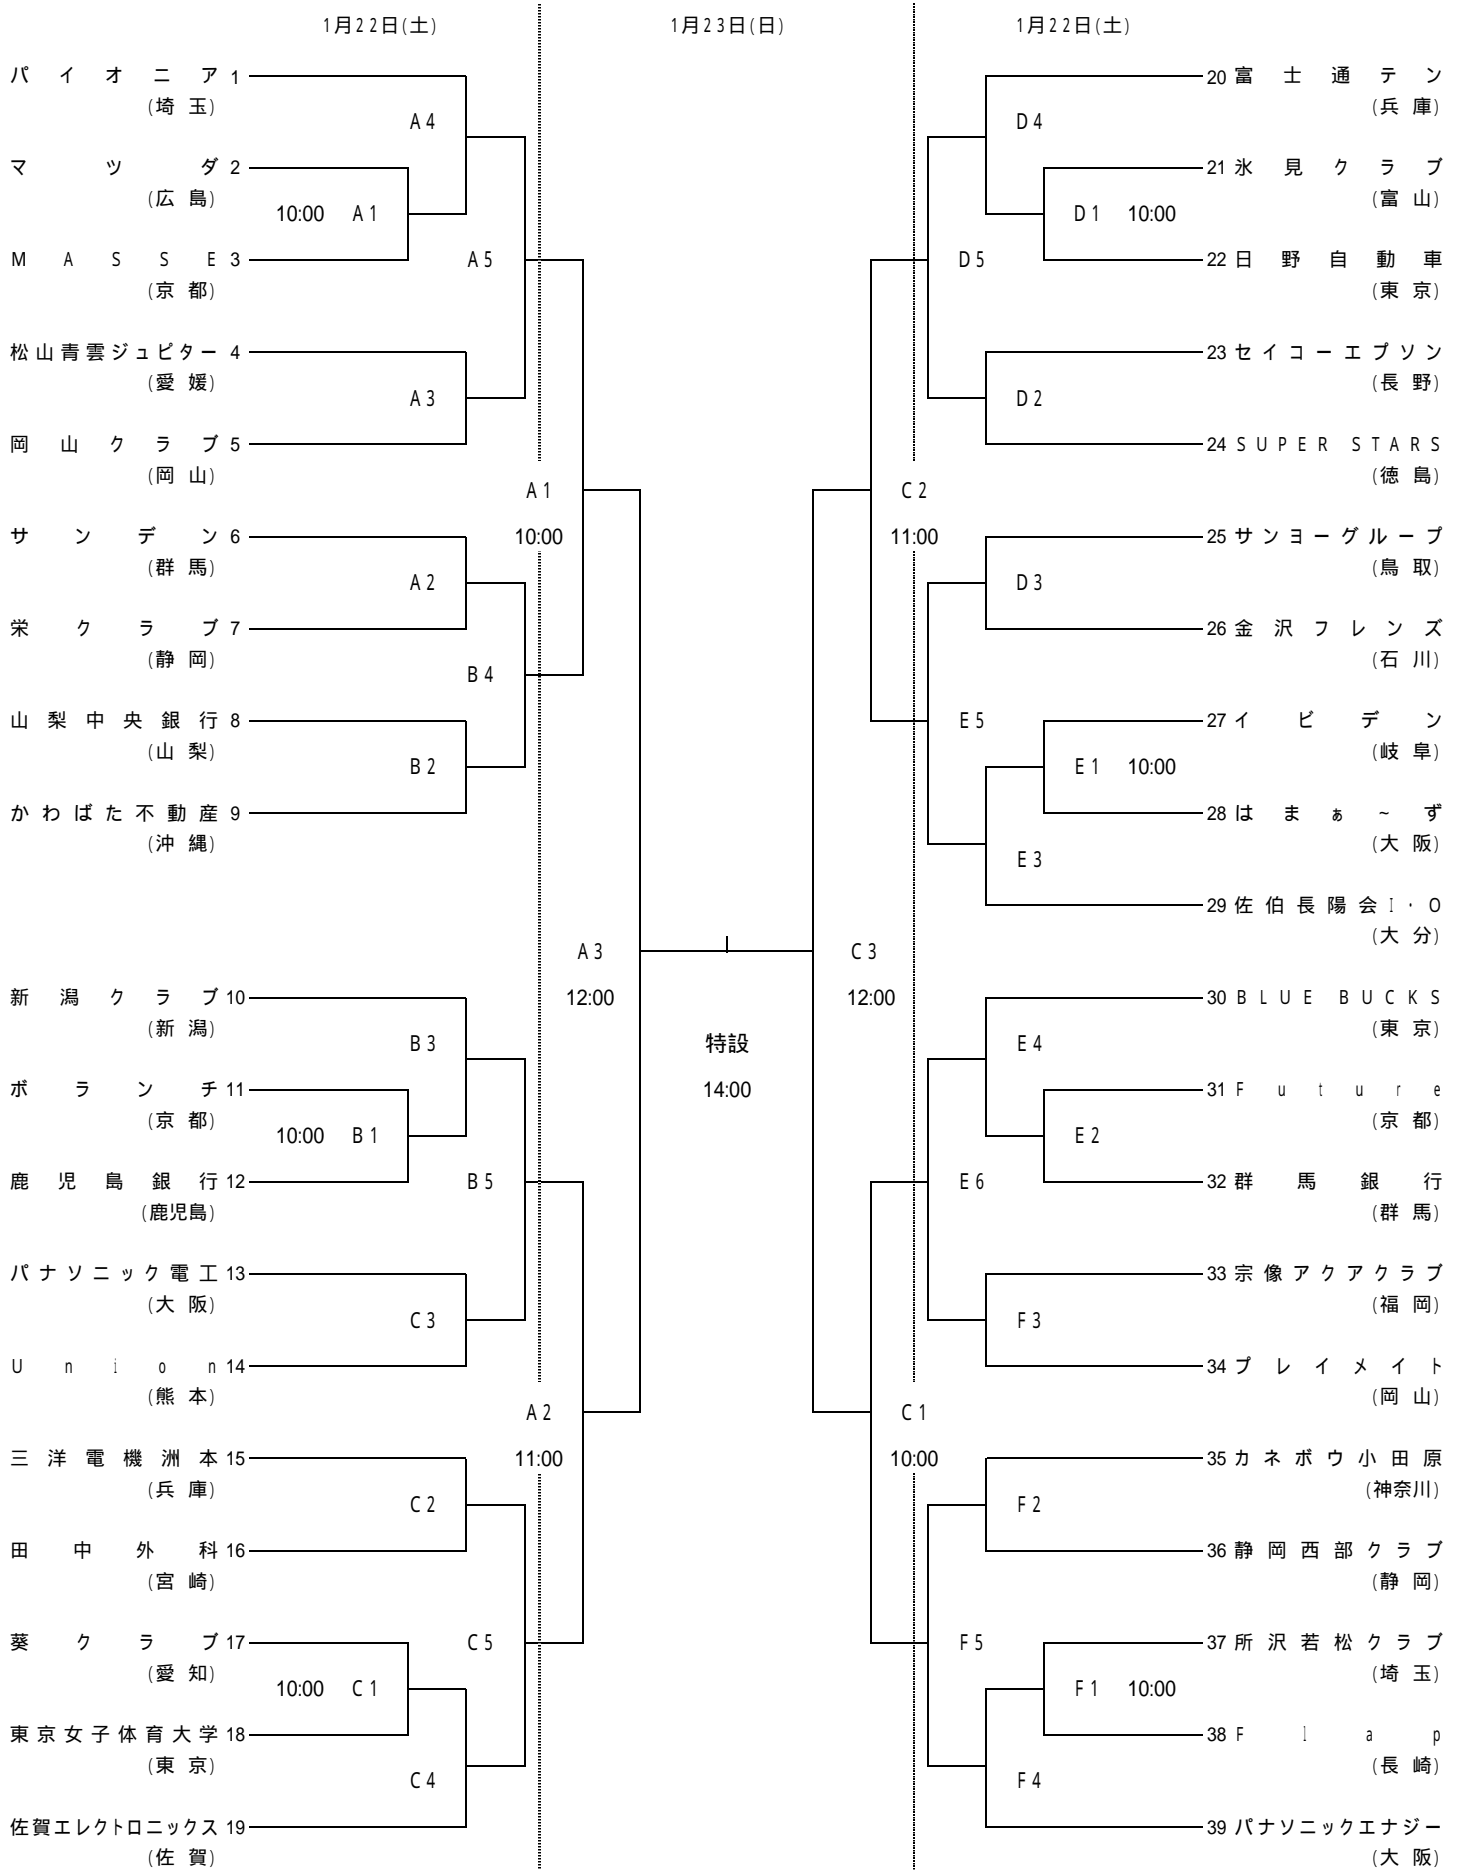 1月22日(土) 1月23日(日) 1月22日(土)
パイオニア 1
(埼玉)
A4
マツダ 2
(広島)
10:00 A1
MASSE 3
(京都)
A5
松山青雲ジュピター 4
(愛媛)
A3
岡山クラブ 5
(岡山)
A1
10:00
サンデン 6
(群馬)
A2
栄クラブ 7
(静岡)
B4
山梨中央銀行 8
(山梨)
B2
かわばた不動産 9
(沖縄)
A3
12:00
新潟クラブ 10
(新潟)
B3
ボランチ 11
(京都)
10:00 B1
鹿児島銀行 12
(鹿児島)
B5
パナソニック電工 13
(大阪)
C3
Union 14
(熊本)
A2
11:00
三洋電機洲本 15
(兵庫)
C2
田中外科 16
(宮崎)
葵クラブ 17
(愛知)
C5
10:00 C1
東京女子体育大学 18
(東京)
C4
佐賀エレクトロニックス 19
(佐賀)
特設
14:00
20 富士通テン
(兵庫)
D4
21 氷見クラブ
(富山)
D1 10:00
22 日野自動車
(東京)
D5
23 セイコーエプソン
(長野)
D2
24 SUPER STARS
(徳島)
C2
11:00
25 サンヨーグループ
(鳥取)
D3
26 金沢フレンズ
(石川)
E5
27 イビデン
(岐阜)
E1 10:00
28 はまぁ~ず
(大阪)
E3
29 佐伯長陽会I・O
(大分)
C3
12:00
30 BLUE BUCKS
(東京)
E4
31 Future
(京都)
E2
32 群馬銀行
(群馬)
E6
33 宗像アクアクラブ
(福岡)
F3
34 プレイメイト
(岡山)
C1
10:00
35 カネボウ小田原
(神奈川)
F2
36 静岡西部クラブ
(静岡)
F5
37 所沢若松クラブ
(埼玉)
F1 10:00
38 Flap
(長崎)
F4
39 パナソニックエナジー
(大阪)